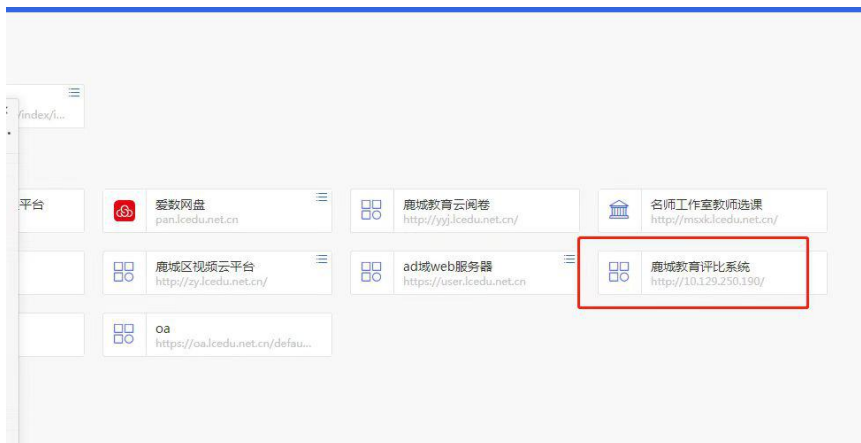 /index/i...
平台
爱数网盘
pan.lcedu.net.cn
鹿城教育云阅卷
http://yyj.lcedu.net.cn/
名师工作室教师选课
http://msxk.lcedu.net.cn/
鹿城区视频云平台
http://zy.lcedu.net.cn/
ad域web服务器
https://user.lcedu.net.cn
鹿城教育评比系统
http://10.129.250.190/
oa
https://oa.lcedu.net.cn/defau...